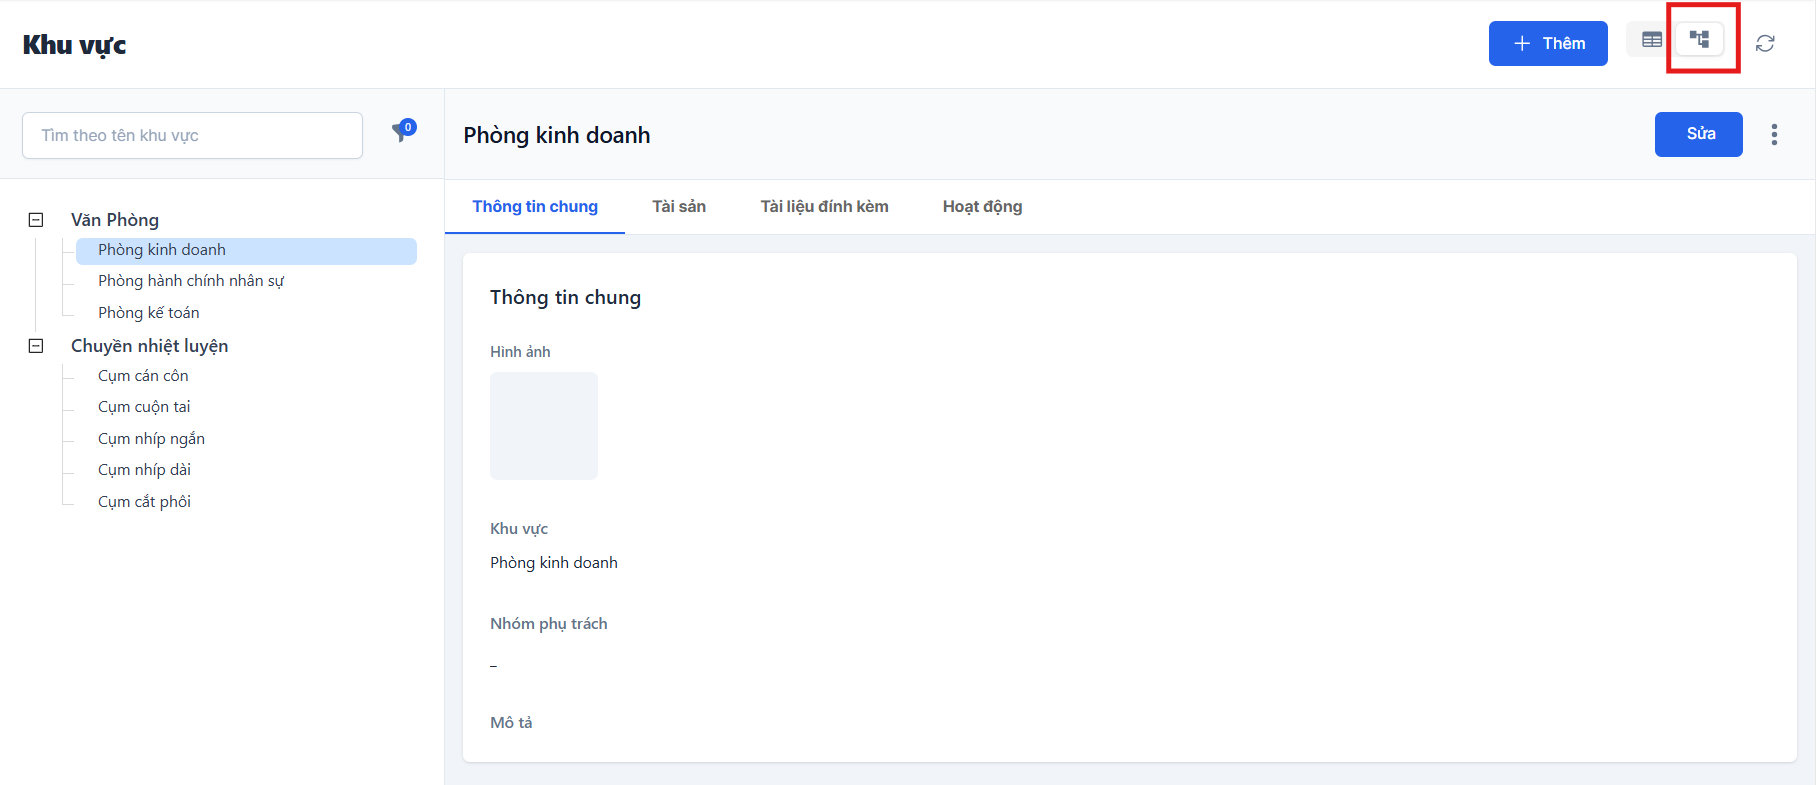 Khu vực
Thêm
Tìm theo tên khu vực
0
Phòng kinh doanh
Sửa
Thông tin chung
Tài sản
Tài liệu đính kèm
Hoạt động
Văn Phòng
Phòng kinh doanh
Phòng hành chính nhân sự
Phòng kế toán
Chuyền nhiệt luyện
Cụm cán côn
Cụm cuộn tai
Cụm nhíp ngắn
Cụm nhíp dài
Cụm cắt phôi
Thông tin chung
Hình ảnh
Khu vực
Phòng kinh doanh
Nhóm phụ trách
–
Mô tả